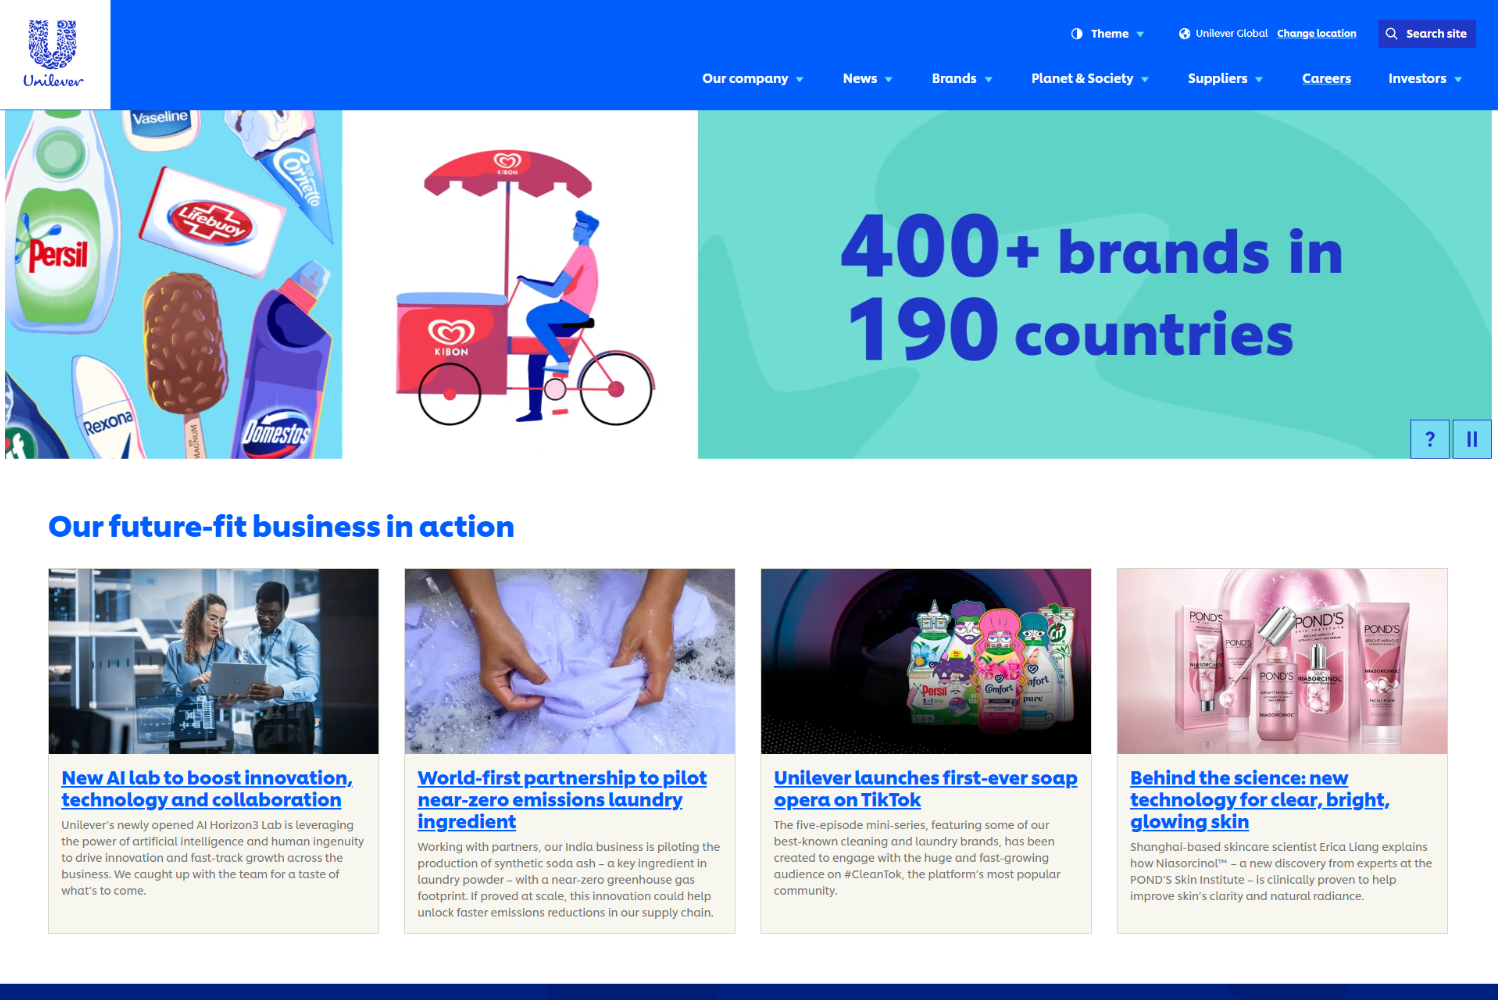 Unilever
Theme
Unilever Global Change location
Search site
Our company
News
Brands
Planet & Society
Suppliers
Careers
Investors
Vaseline
Cornetto
Lifebuoy
Persil
Rexona
MAGNUM
Domestos
KIBON
KIBON
400+ brands in
190 countries
?
Our future-fit business in action
Persil
Comfort
Cif
pure
POND'S
POND'S
POND'S
POND'S
NIASORCINOL
NIASORCINOL
New AI lab to boost innovation,
technology and collaboration
Unilever's newly opened AI Horizon3 Lab is leveraging
the power of artificial intelligence and human ingenuity
to drive innovation and fast-track growth across the
business. We caught up with the team for a taste of
what's to come.
World-first partnership to pilot
near-zero emissions laundry
ingredient
Working with partners, our India business is piloting the
production of synthetic soda ash – a key ingredient in
laundry powder – with a near-zero greenhouse gas
footprint. If proved at scale, this innovation could help
unlock faster emissions reductions in our supply chain.
Unilever launches first-ever soap
opera on TikTok
The five-episode mini-series, featuring some of our
best-known cleaning and laundry brands, has been
created to engage with the huge and fast-growing
audience on #CleanTok, the platform's most popular
community.
Behind the science: new
technology for clear, bright,
glowing skin
Shanghai-based skincare scientist Erica Liang explains
how Niasorcinol™ – a new discovery from experts at the
POND'S Skin Institute – is clinically proven to help
improve skin's clarity and natural radiance.